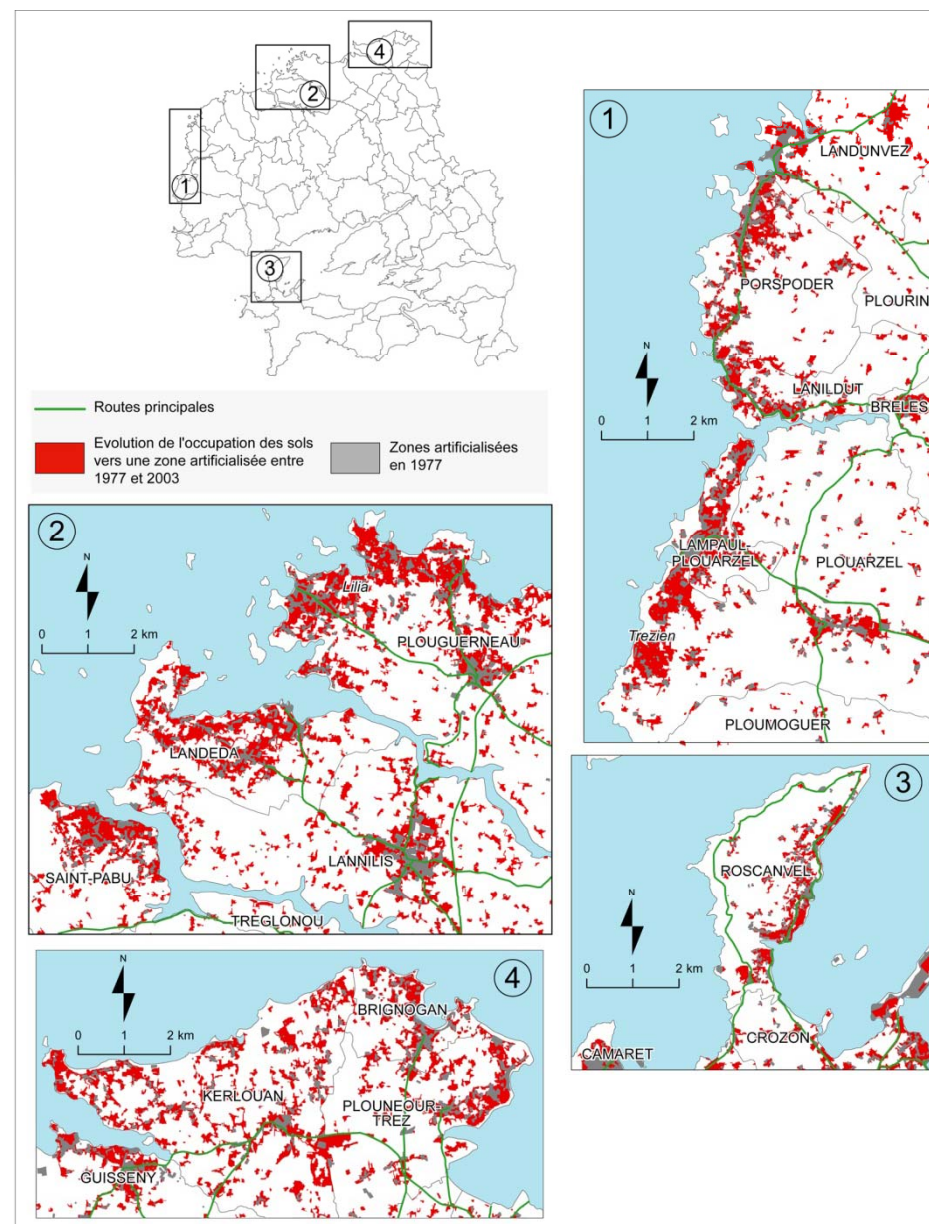 4
2
1
3
Routes principales
Evolution de l'occupation des sols
vers une zone artificialisée entre
1977 et 2003
Zones artificialisées
en 1977
1
LANDUNVEZ
PORSPODER
PLOURIN
N
0 1 2 km
LANILDUT
BRELES
LAMPAUL-
PLOUARZEL
PLOUARZEL
Trezien
PLOUMOGUER
2
N
0 1 2 km
Lilia
PLOUGUERNEAU
LANDEDA
LANNILIS
SAINT-PABU
TREGLONOU
3
ROSCANVEL
N
0 1 2 km
CROZON
CAMARET
4
N
0 1 2 km
BRIGNOGAN
KERLOUAN
PLOUNEOUR-
TREZ
GUISSENY